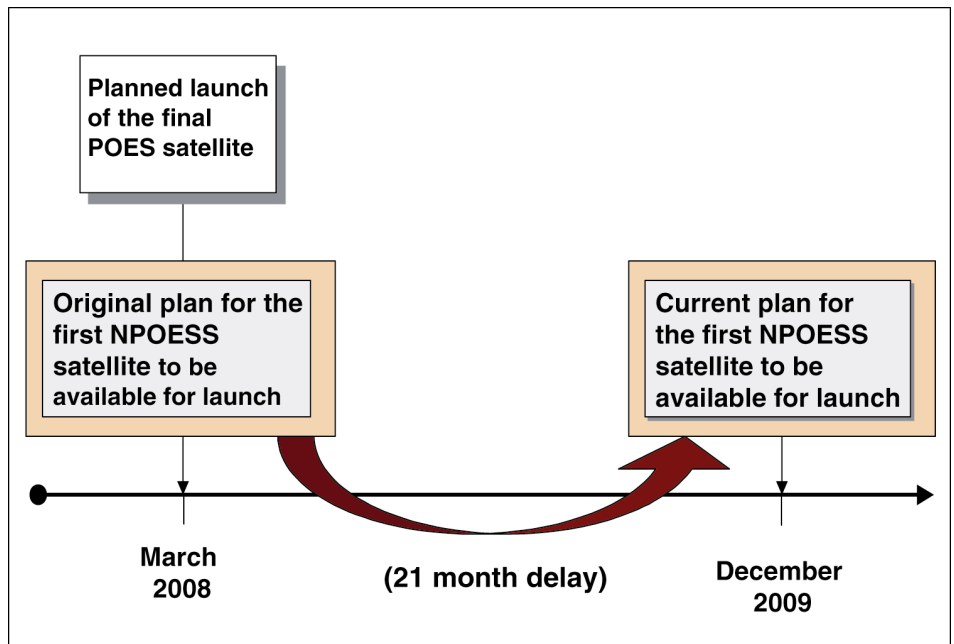 Planned launch
of the final
POES satellite
Original plan for the
first NPOESS
satellite to be
available for launch
Current plan for
the first NPOESS
satellite to be
available for launch
March
2008
(21 month delay)
December
2009